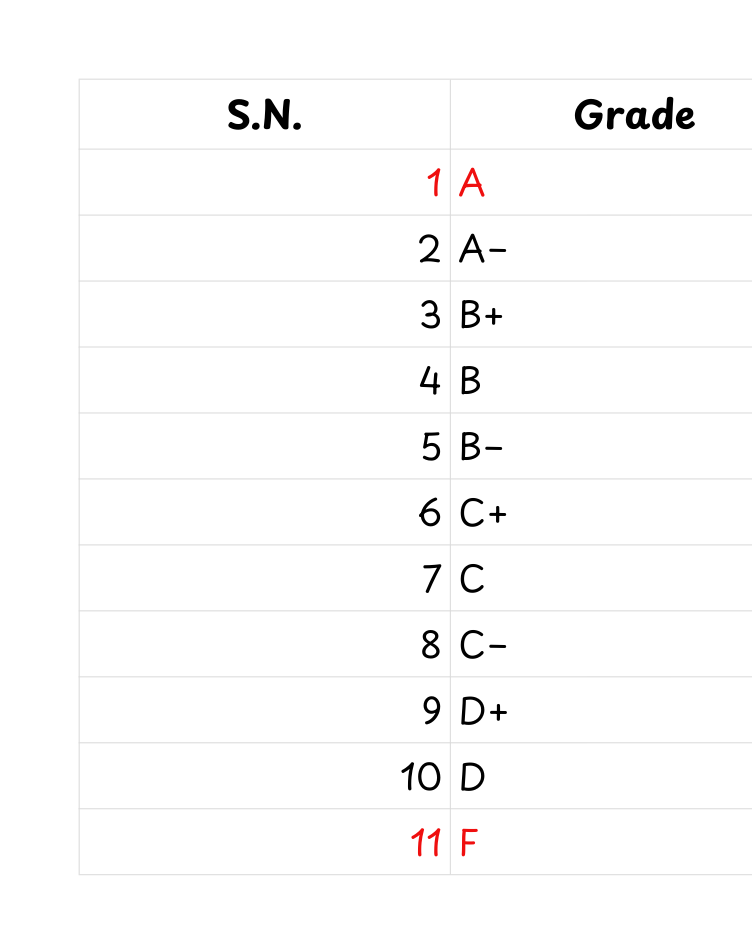 S.N. Grade
1 A
2 A-
3 B+
4 B
5 B-
6 C+
7 C
8 C-
9 D+
10 D
11 F